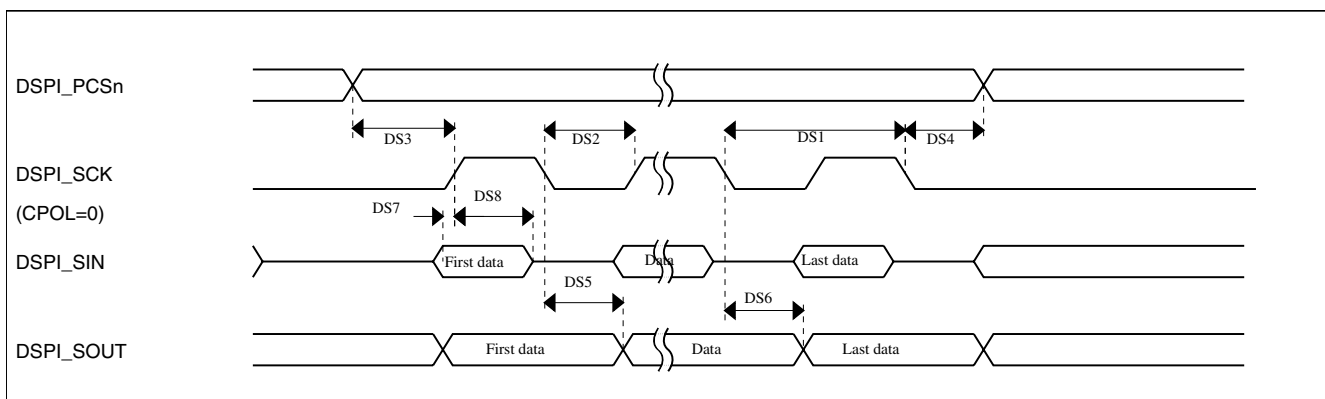 DSPI_PCSn
DS3
DS2
DS1
DS4
DSPI_SCK
(CPOL=0)
DS7
DS8
DSPI_SIN
First data
Data
Last data
DS5
DS6
DSPI_SOUT
First data
Data
Last data